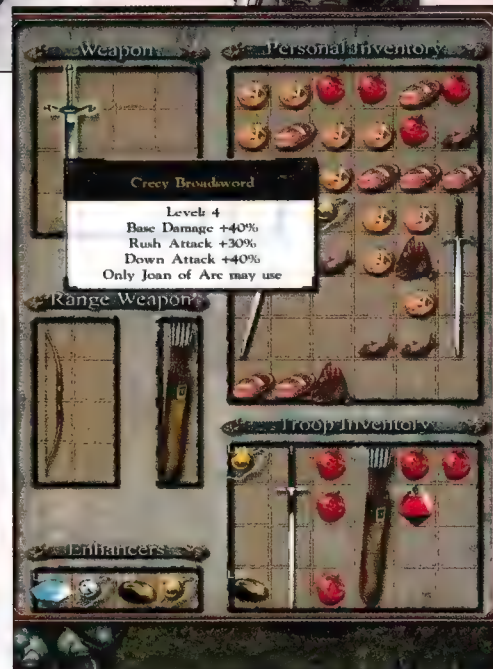 Weapon
Personal Inventory
Crecy Broadsword
Level: 4
Base Damage +40%
Rush Attack +30%
Down Attack +40%
Only Joan of Arc may use
Range Weapon
Troop Inventory
Enhancers